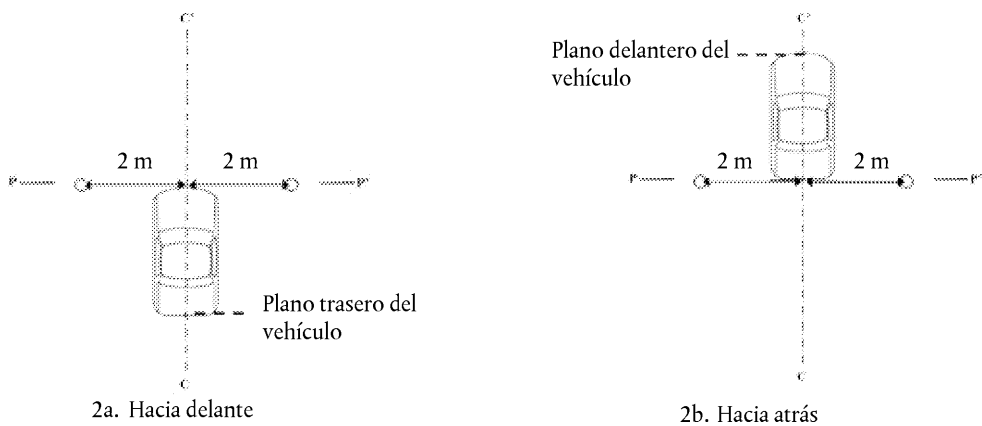 C'
2 m 2 m
P P'
Plano trasero del
vehículo
C
2a. Hacia delante
C'
Plano delantero del
vehículo
2 m 2 m
P P'
C
2b. Hacia atrás